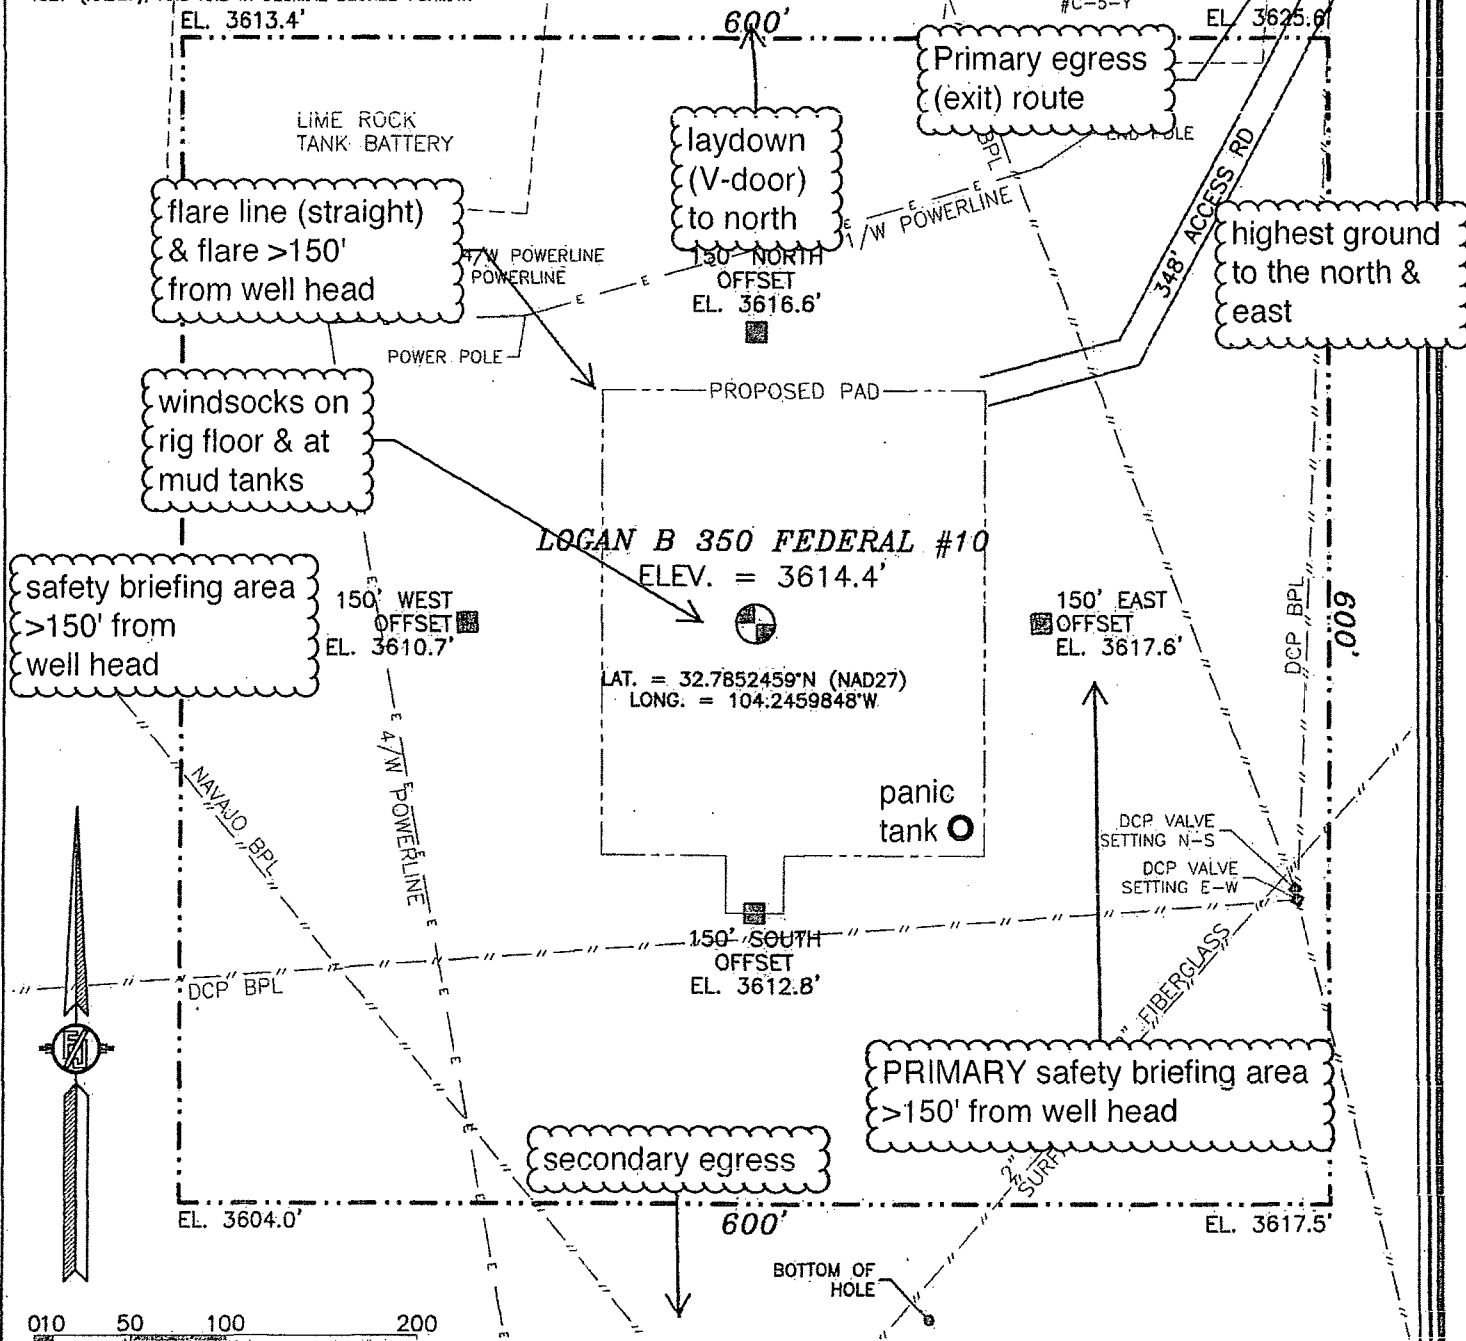 EL. 3613.4'
600'
#C-5-Y
EL. 3625.6'
Primary egress
(exit) route
LIME ROCK
TANK BATTERY
laydown
(V-door)
to north
BPL
END POLE
348' ACCESS RD
flare line (straight)
& flare >150'
from well head
4/W POWERLINE
POWERLINE
E
E
1/W POWERLINE
highest ground
to the north &
east
150' NORTH
OFFSET
EL. 3616.6'
E
E
POWER POLE
PROPOSED PAD
windsocks on
rig floor & at
mud tanks
LOGAN B 350 FEDERAL #10
ELEV. = 3614.4'
safety briefing area
>150' from
well head
150' WEST
OFFSET
EL. 3610.7'
150' EAST
OFFSET
EL. 3617.6'
DCP BPL
600'
LAT. = 32.7852459°N (NAD27)
LONG. = 104.2459848°W
NAVAJO BPL
E
4/W POWERLINE
panic
tank
DCP VALVE
SETTING N-S
DCP VALVE
SETTING E-W
150' SOUTH
OFFSET
EL. 3612.8'
DCP BPL
FIBERGLASS
PRIMARY safety briefing area
>150' from well head
2"
secondary egress
EL. 3604.0'
600'
EL. 3617.5'
BOTTOM OF
HOLE
010 50 100 200